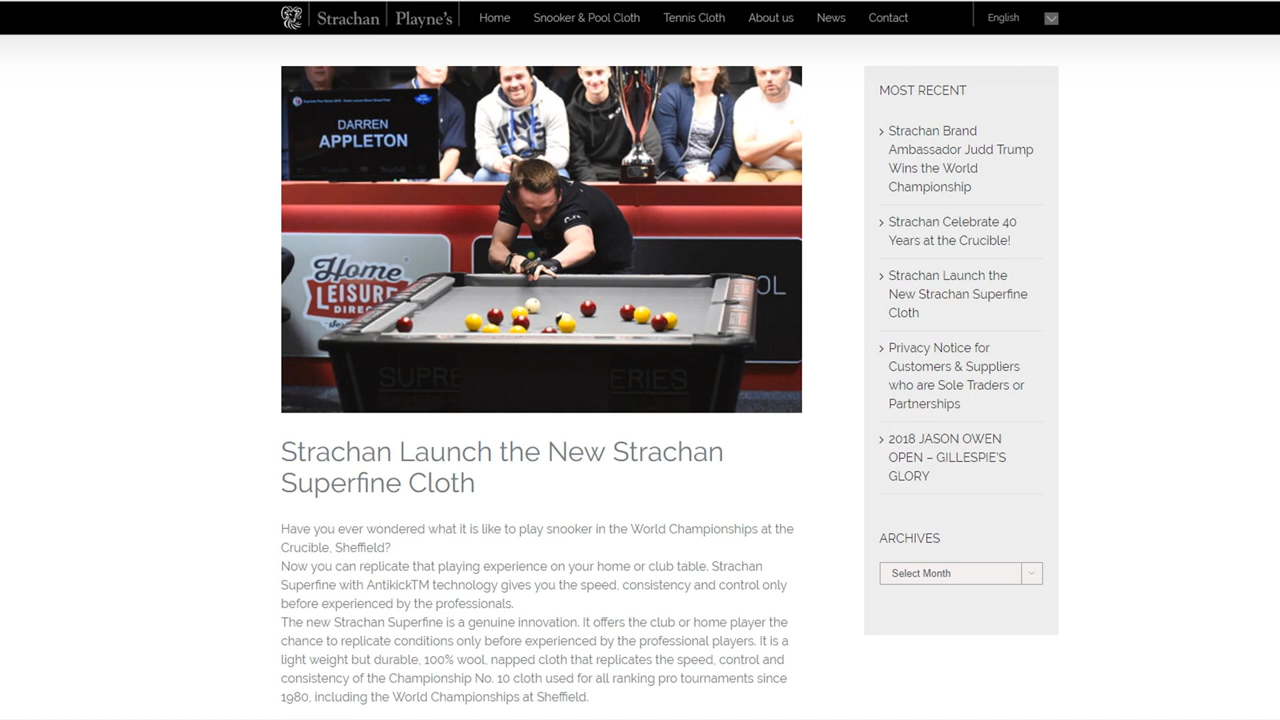 Strachan Playne's Home Snooker & Pool Cloth Tennis Cloth About us News Contact English
DARREN
APPLETON
Home
LEISURE
DIREC
OL
SUPRE ERIES
Strachan Launch the New Strachan
Superfine Cloth
Have you ever wondered what it is like to play snooker in the World Championships at the
Crucible, Sheffield?
Now you can replicate that playing experience on your home or club table. Strachan
Superfine with AntikickTM technology gives you the speed, consistency and control only
before experienced by the professionals.
The new Strachan Superfine is a genuine innovation. It offers the club or home player the
chance to replicate conditions only before experienced by the professional players. It is a
light weight but durable, 100% wool, napped cloth that replicates the speed, control and
consistency of the Championship No. 10 cloth used for all ranking pro tournaments since
1980, including the World Championships at Sheffield.
MOST RECENT
Strachan Brand
Ambassador Judd Trump
Wins the World
Championship
Strachan Celebrate 40
Years at the Crucible!
Strachan Launch the
New Strachan Superfine
Cloth
Privacy Notice for
Customers & Suppliers
who are Sole Traders or
Partnerships
2018 JASON OWEN
OPEN – GILLESPIE'S
GLORY
ARCHIVES
Select Month